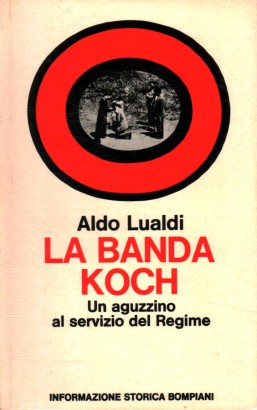 Aldo Lualdi
LA BANDA
KOCH
Un aguzzino
al servizio del Regime
INFORMAZIONE STORICA BOMPIANI